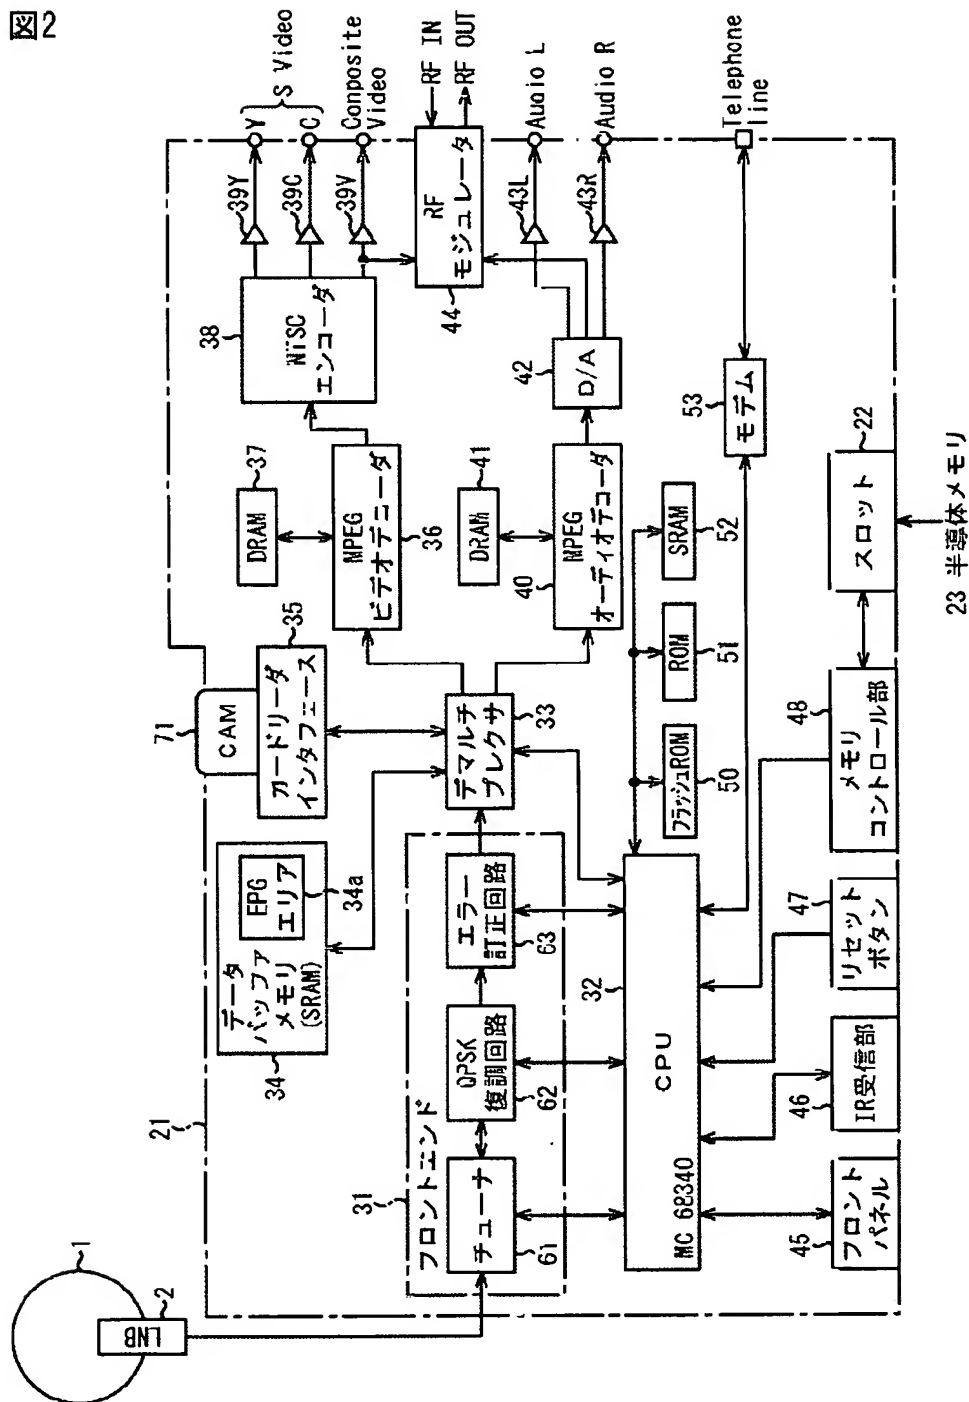 図2
1
2
LNB
21
34
データ
バッファ
メモリ
(SRAM)
EPG
エリア
34a
71
CAM
カードリーダ
インタフェース
35
31
フロントエンド
チューナ
61
QPSK
復調回路
62
エラー
訂正回路
63
デマルチ
プレクサ
33
DRAM
37
MPEG
ビデオデコーダ
36
38
NTSC
エンコーダ
39Y
39C
39V
Y
C
S Video
Conposite
Video
DRAM
41
40
MPEG
オーディオデコーダ
42
D/A
44
RF
モジュレータ
RF IN
RF OUT
43L
43R
Auoio L
Audio R
32
CPU
MC 68340
フラッシュROM
50
ROM
51
SRAM
52
53
モデム
Telephone
line
45
フロント
パネル
46
IR受信部
47
リセット
ボタン
48
メモリ
コントロール部
22
スロット
23 半導体メモリ